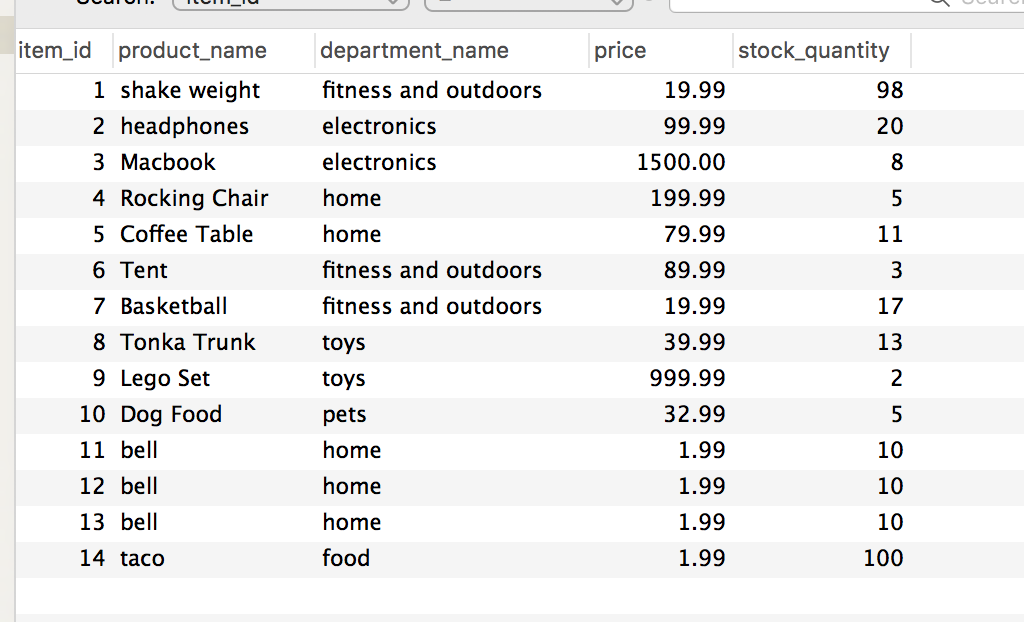 Search: item_id = Search
item_id product_name department_name price stock_quantity
1 shake weight fitness and outdoors 19.99 98
2 headphones electronics 99.99 20
3 Macbook electronics 1500.00 8
4 Rocking Chair home 199.99 5
5 Coffee Table home 79.99 11
6 Tent fitness and outdoors 89.99 3
7 Basketball fitness and outdoors 19.99 17
8 Tonka Trunk toys 39.99 13
9 Lego Set toys 999.99 2
10 Dog Food pets 32.99 5
11 bell home 1.99 10
12 bell home 1.99 10
13 bell home 1.99 10
14 taco food 1.99 100